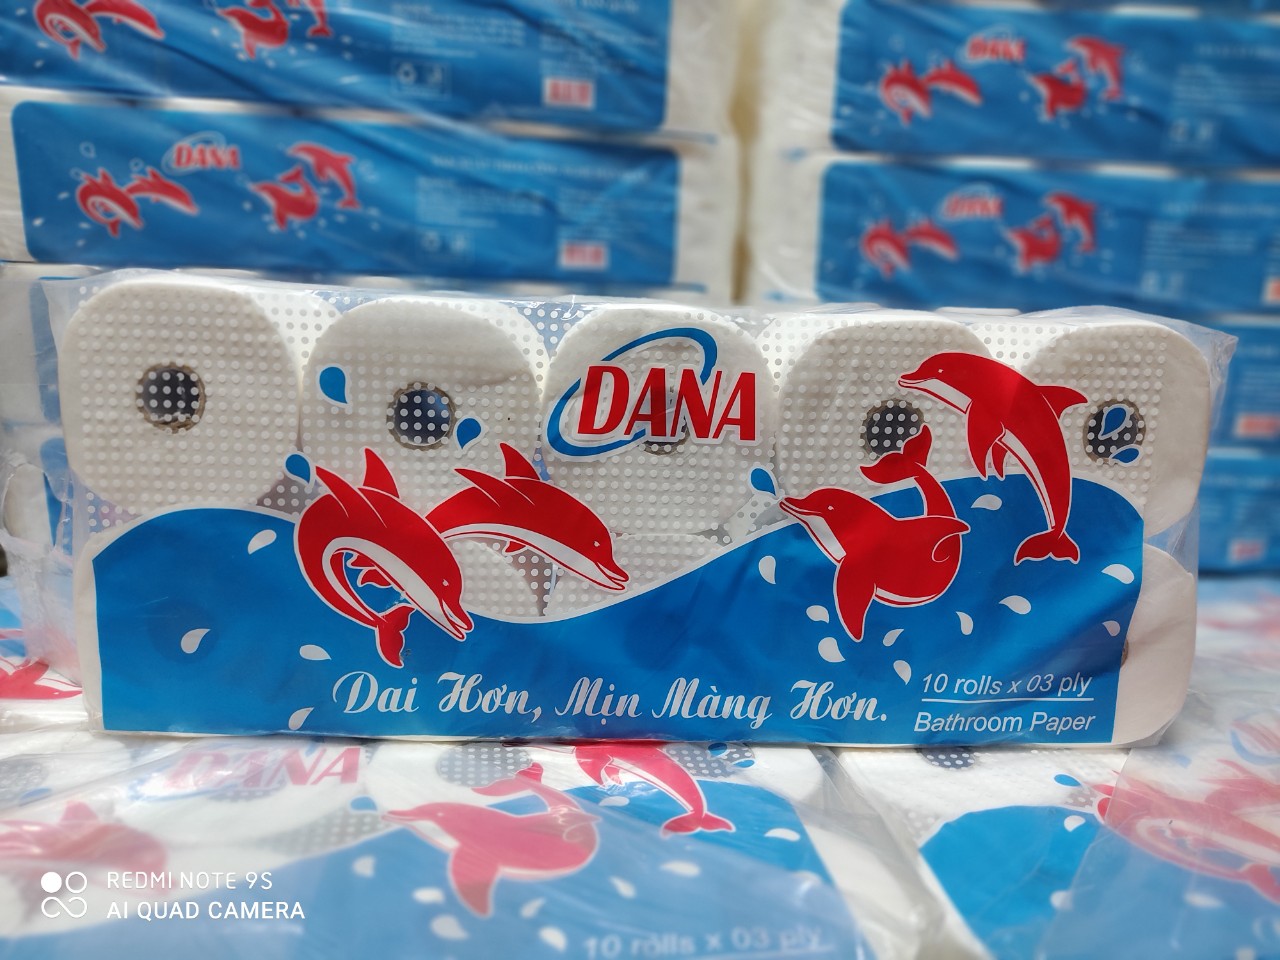 DANA
DANA
DANA
DANA
Dai Hơn, Mịn Màng Hơn.
10 rolls x 03 ply
Bathroom Paper
DANA
10 rolls x 03 ply
REDMI NOTE 9S
AI QUAD CAMERA